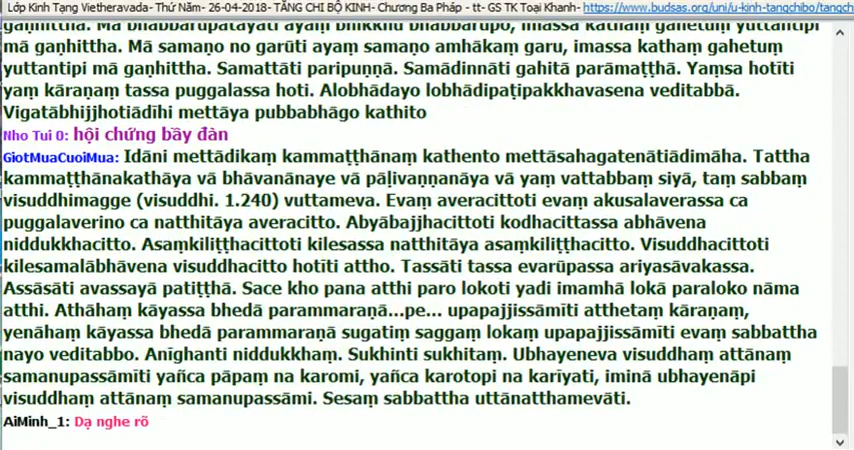 Lớp Kinh Tạng Vietheravada- Thứ Năm- 26-04-2018- TĂNG CHI BỘ KINH- Chương Ba Pháp - tt- GS TK Toại Khanh- https://www.budsas.org/uni/u-kinh-tangchibo/tangch
gaṇhittha. Mā bhabbarūpatāyāti ayaṃ bhikkhu bhabbarūpo, imassa kathaṃ gahetuṃ yuttantipi
mā gaṇhittha. Mā samaṇo no garūti ayaṃ samaṇo amhākaṃ garu, imassa kathaṃ gahetuṃ
yuttantipi mā gaṇhittha. Samattāti paripuṇṇā. Samādinnāti gahitā parāmaṭṭhā. Yaṃsa hotīti
yaṃ kāraṇaṃ tassa puggalassa hoti. Alobhādayo lobhādipaṭipakkhavasena veditabbā.
Vigatābhijjhotiādīhi mettāya pubbabhāgo kathito
Nho Tui 0: hội chứng bầy đàn
GiotMuaCuoiMua: Idāni mettādikaṃ kammaṭṭhānaṃ kathento mettāsahagatenātiādimāha. Tattha
kammaṭṭhānakathāya vā bhāvanānaye vā pāḷivaṇṇanāya vā yaṃ vattabbaṃ siyā, taṃ sabbaṃ
visuddhimagge (visuddhi. 1.240) vuttameva. Evaṃ averacittoti evaṃ akusalaverassa ca
puggalaverino ca natthitāya averacitto. Abyābajjhacittoti kodhacittassa abhāvena
niddukkhacitto. Asaṃkiliṭṭhacittoti kilesassa natthitāya asaṃkiliṭṭhacitto. Visuddhacittoti
kilesamalābhāvena visuddhacitto hotīti attho. Tassāti tassa evarūpassa ariyasāvakassa.
Assāsāti avassayā patiṭṭhā. Sace kho pana atthi paro lokoti yadi imamhā lokā paraloko nāma
atthi. Athāhaṃ kāyassa bhedā parammaraṇā...pe... upapajjissāmīti atthetaṃ kāraṇaṃ,
yenāhaṃ kāyassa bhedā parammaraṇā sugatiṃ saggaṃ lokaṃ upapajjissāmīti evaṃ sabbattha
nayo veditabbo. Anīghanti niddukkhaṃ. Sukhinti sukhitaṃ. Ubhayeneva visuddhaṃ attānaṃ
samanupassāmīti yañca pāpaṃ na karomi, yañca karotopi na karīyati, iminā ubhayenāpi
visuddhaṃ attānaṃ samanupassāmi. Sesaṃ sabbattha uttānatthamevāti.
AiMinh_1: Dạ nghe rõ